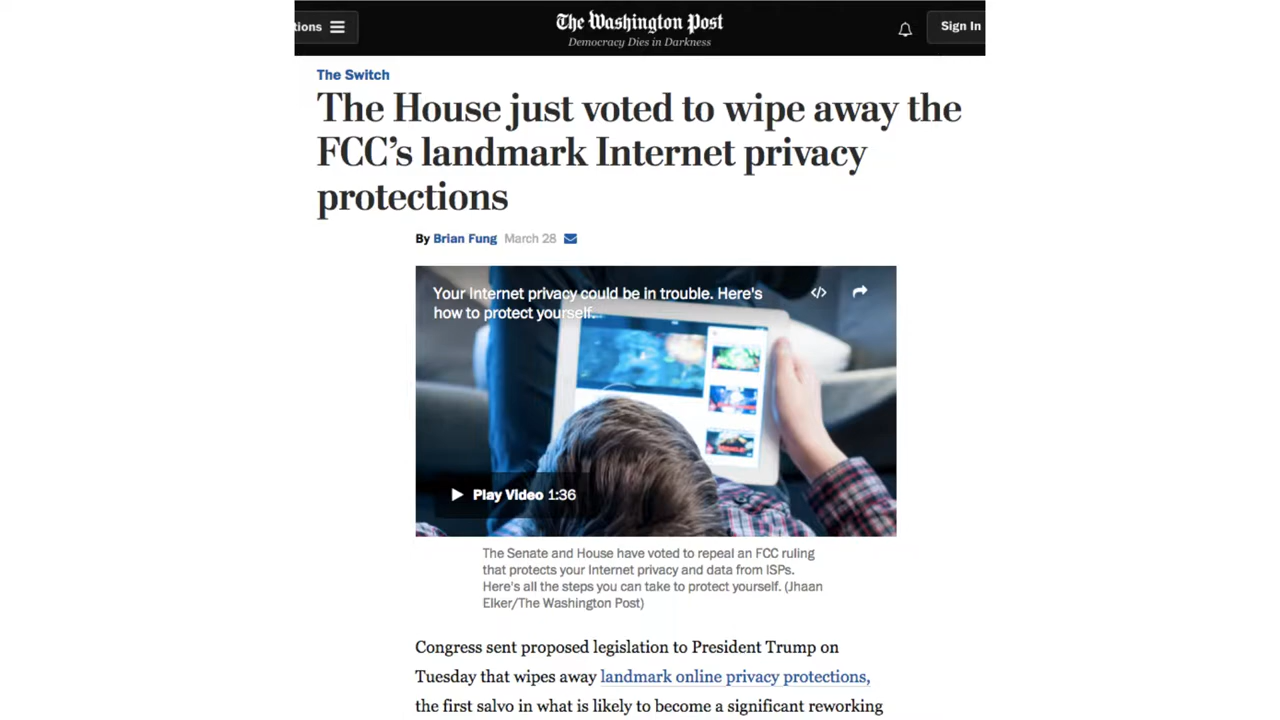 tions
The Washington Post
Democracy Dies in Darkness
Sign In
The Switch
The House just voted to wipe away the
FCC’s landmark Internet privacy
protections
By Brian Fung March 28
Your Internet privacy could be in trouble. Here's
how to protect yourself.
</>
Play Video 1:36
The Senate and House have voted to repeal an FCC ruling
that protects your Internet privacy and data from ISPs.
Here's all the steps you can take to protect yourself. (Jhaan
Elker/The Washington Post)
Congress sent proposed legislation to President Trump on
Tuesday that wipes away landmark online privacy protections,
the first salvo in what is likely to become a significant reworking